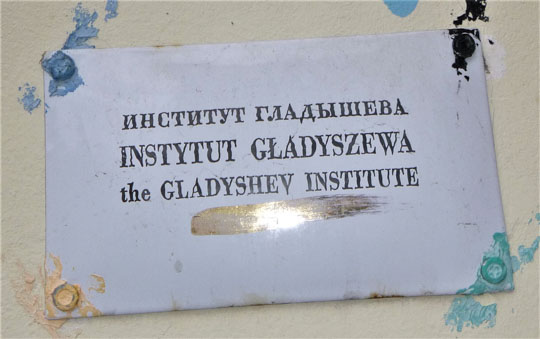 ИНСТИТУТ ГЛАДЫШЕВА
INSTYTUT GŁADYSZEWA
the GLADYSHEV INSTITUTE